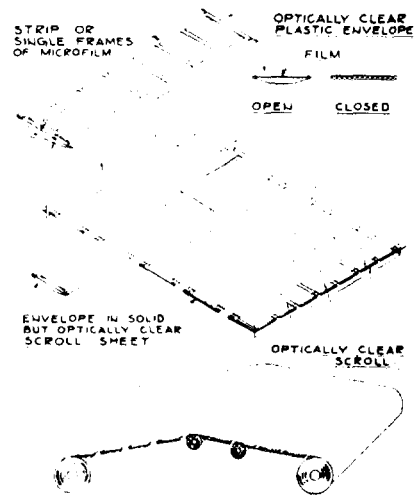 STRIP OR
SINGLE FRAMES
OF MICROFILM
OPTICALLY CLEAR
PLASTIC ENVELOPE
FILM
OPEN CLOSED
ENVELOPE IN SOLID
BUT OPTICALLY CLEAR
SCROLL SHEET
OPTICALLY CLEAR
SCROLL